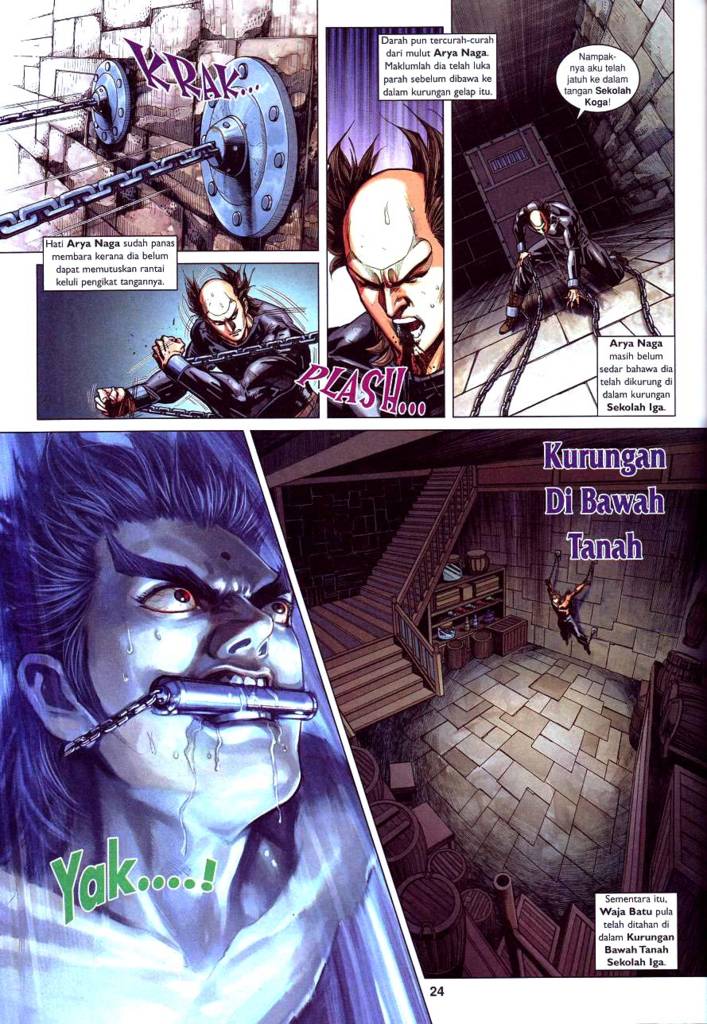 KRAK...
Hati Arya Naga sudah panas
membara kerana dia belum
dapat memutuskan rantai
keluli pengikat tangannya.
Darah pun tercurah-curah
dari mulut Arya Naga.
Maklumlah dia telah luka
parah sebelum dibawa ke
dalam kurungan gelap itu.
PLASH...
Nampak-
nya aku telah
jatuh ke dalam
tangan Sekolah
Koga!
Arya Naga
masih belum
sedar bahawa dia
telah dikurung di
dalam kurungan
Sekolah Iga.
Yak....!
Kurungan
Di Bawah
Tanah
Sementara itu,
Waja Batu pula
telah ditahan di
dalam Kurungan
Bawah Tanah
Sekolah Iga.
24